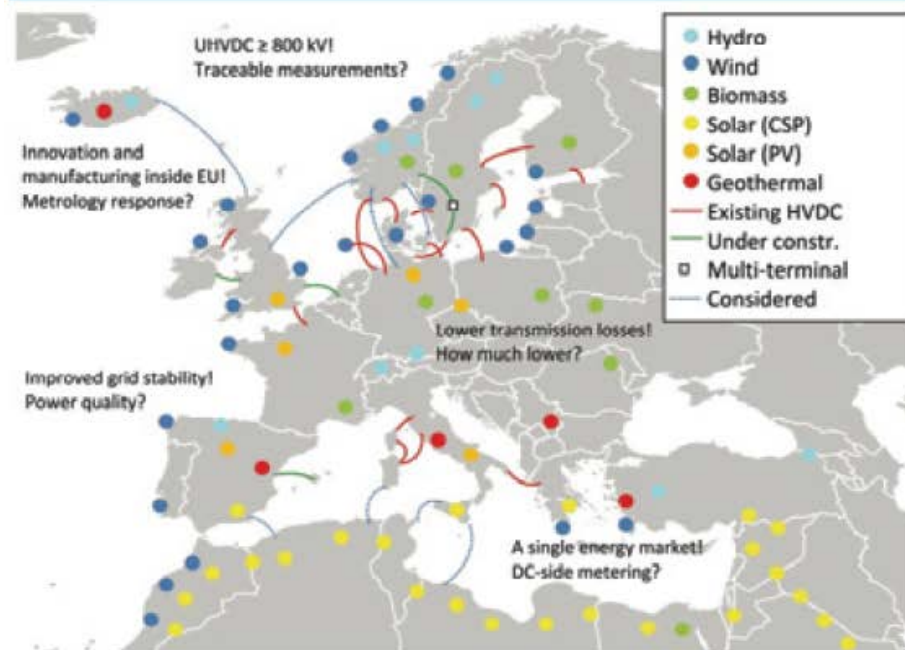 UHVDC ≥ 800 kV!
Traceable measurements?
Innovation and
manufacturing inside EU!
Metrology response?
Hydro
Wind
Biomass
Solar (CSP)
Solar (PV)
Geothermal
Existing HVDC
Under constr.
Multi-terminal
Considered
Lower transmission losses!
How much lower?
Improved grid stability!
Power quality?
A single energy market!
DC-side metering?